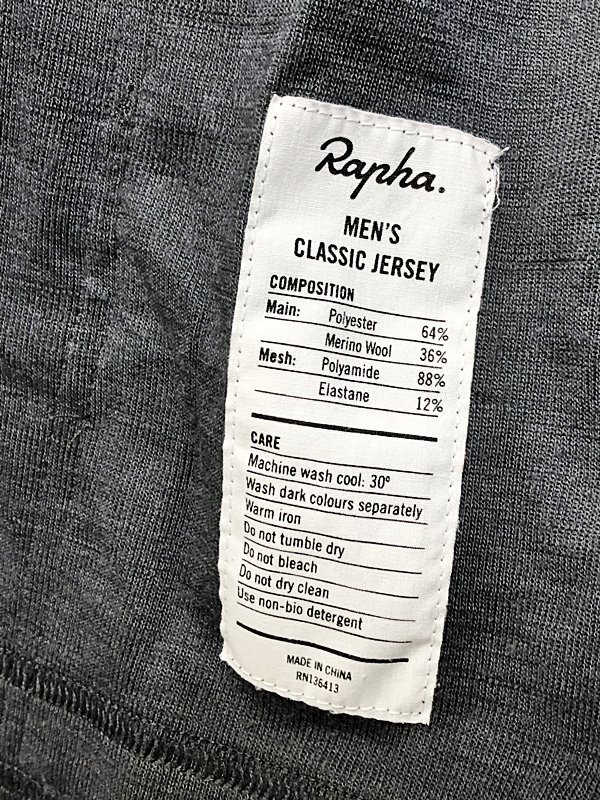 Rapha.
MEN'S
CLASSIC JERSEY
COMPOSITION
Main: Polyester 64%
Merino Wool 36%
Mesh: Polyamide 88%
Elastane 12%
CARE
Machine wash cool: 30°
Wash dark colours separately
Warm iron
Do not tumble dry
Do not bleach
Do not dry clean
Use non-bio detergent
MADE IN CHINA
RN136413